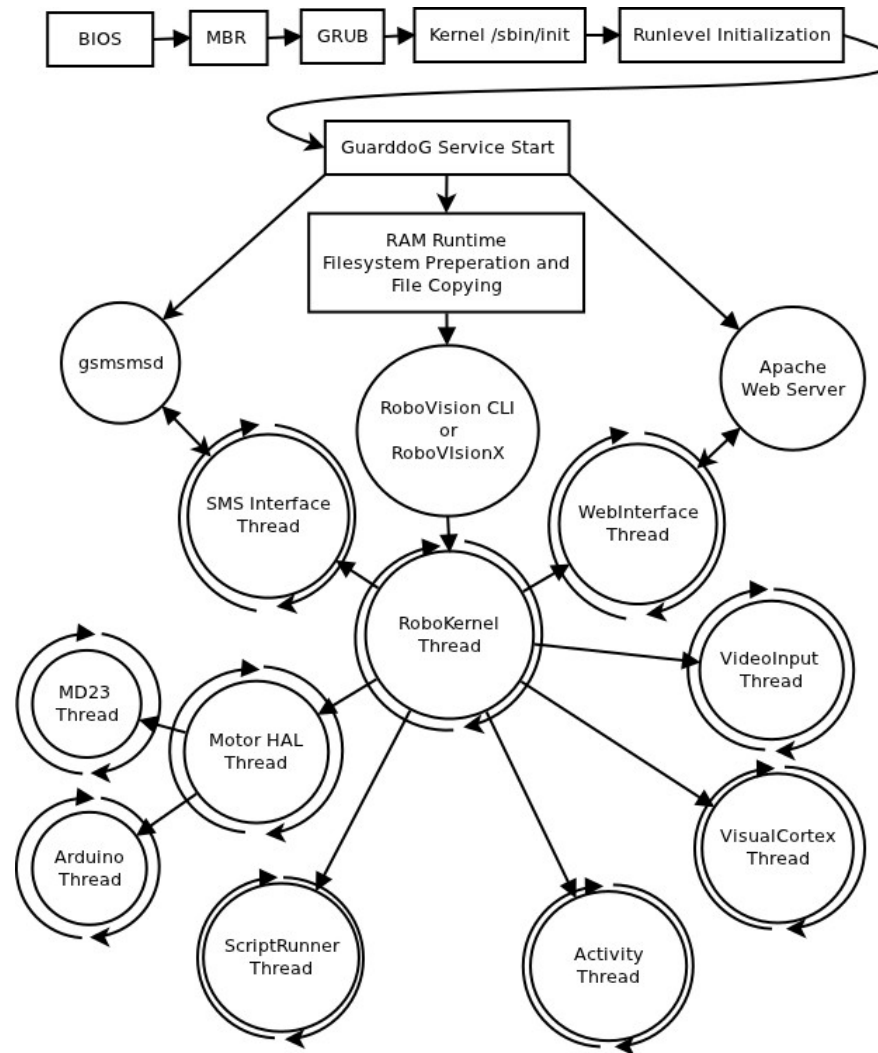 BIOS
MBR
GRUB
Kernel /sbin/init
Runlevel Initialization
GuarddoG Service Start
RAM Runtime
Filesystem Preperation and
File Copying
gsmsmsd
Apache
Web Server
RoboVision CLI
or
RoboVIsionX
SMS Interface
Thread
WebInterface
Thread
RoboKernel
Thread
VideoInput
Thread
MD23
Thread
Motor HAL
Thread
VisualCortex
Thread
Arduino
Thread
ScriptRunner
Thread
Activity
Thread